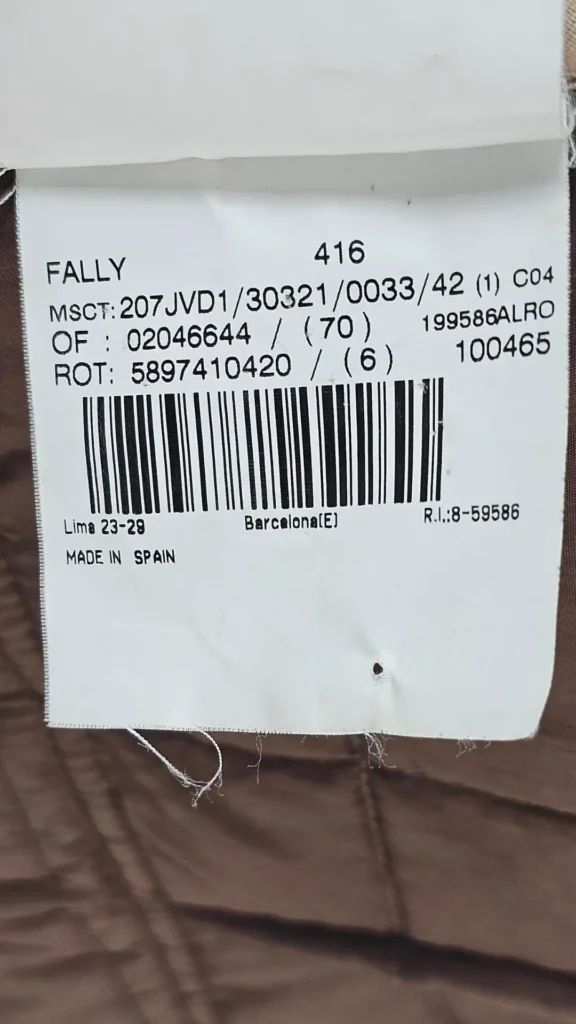 416
FALLY
MSCT: 207JVD1/30321/0033/42 (1) C04
OF : 02046644 / (70) 199586ALRO
ROT: 5897410420 / (6) 100465
Lima 23-29 Barcelona(E) R.I.:8-59586
MADE IN SPAIN